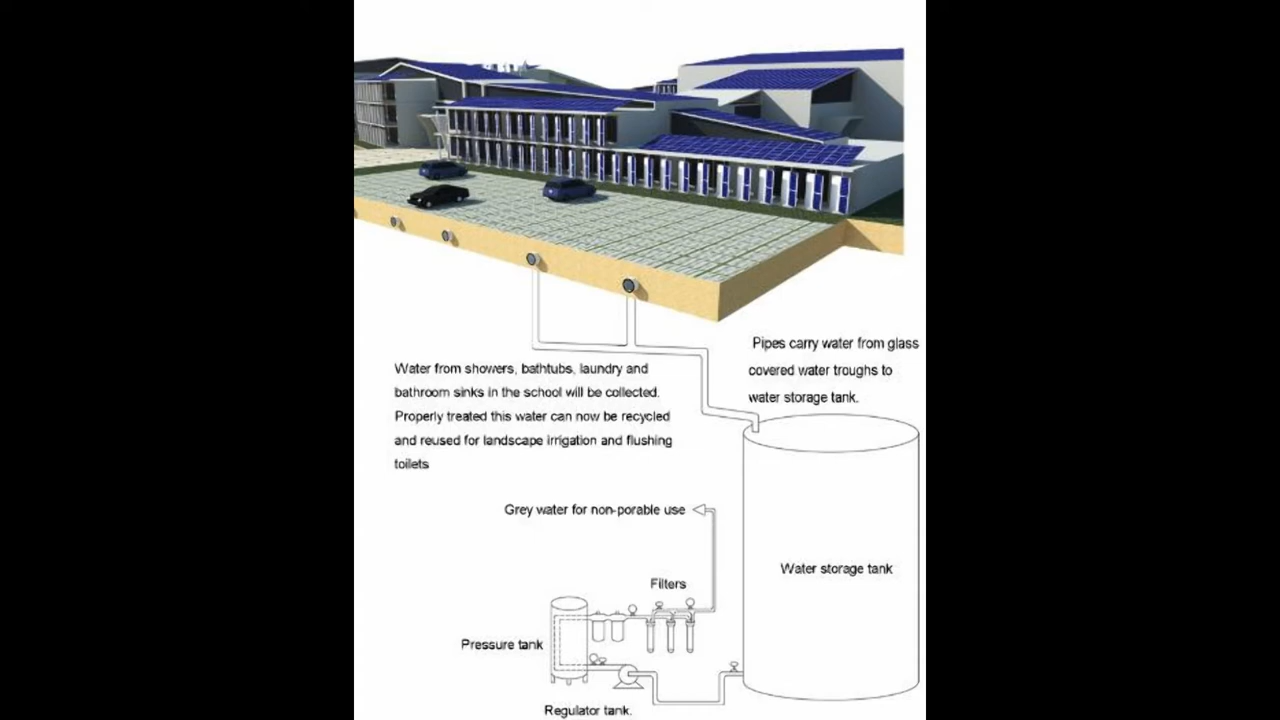 Pipes carry water from glass
covered water troughs to
water storage tank.
Water from showers, bathtubs, laundry and
bathroom sinks in the school will be collected.
Properly treated this water can now be recycled
and reused for landscape irrigation and flushing
toilets
Grey water for non-porable use
Water storage tank
Filters
Pressure tank
Regulator tank.